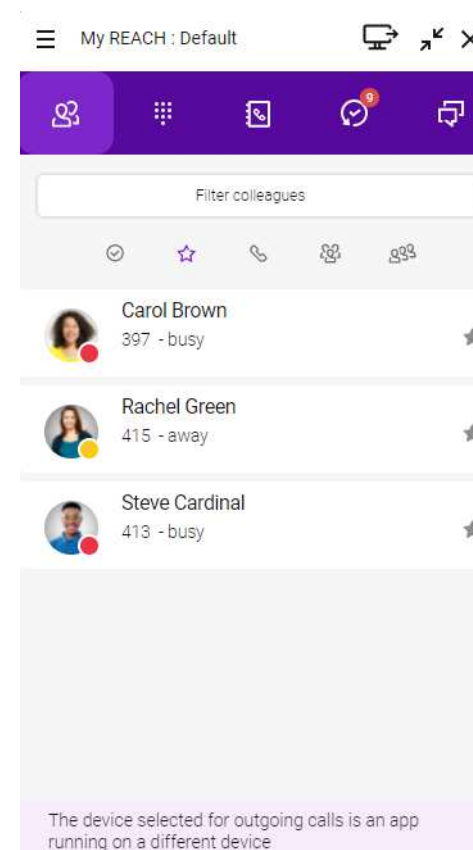 My REACH : Default
9
Filter colleagues
Carol Brown
397 - busy
Rachel Green
415 - away
Steve Cardinal
413 - busy
The device selected for outgoing calls is an app
running on a different device